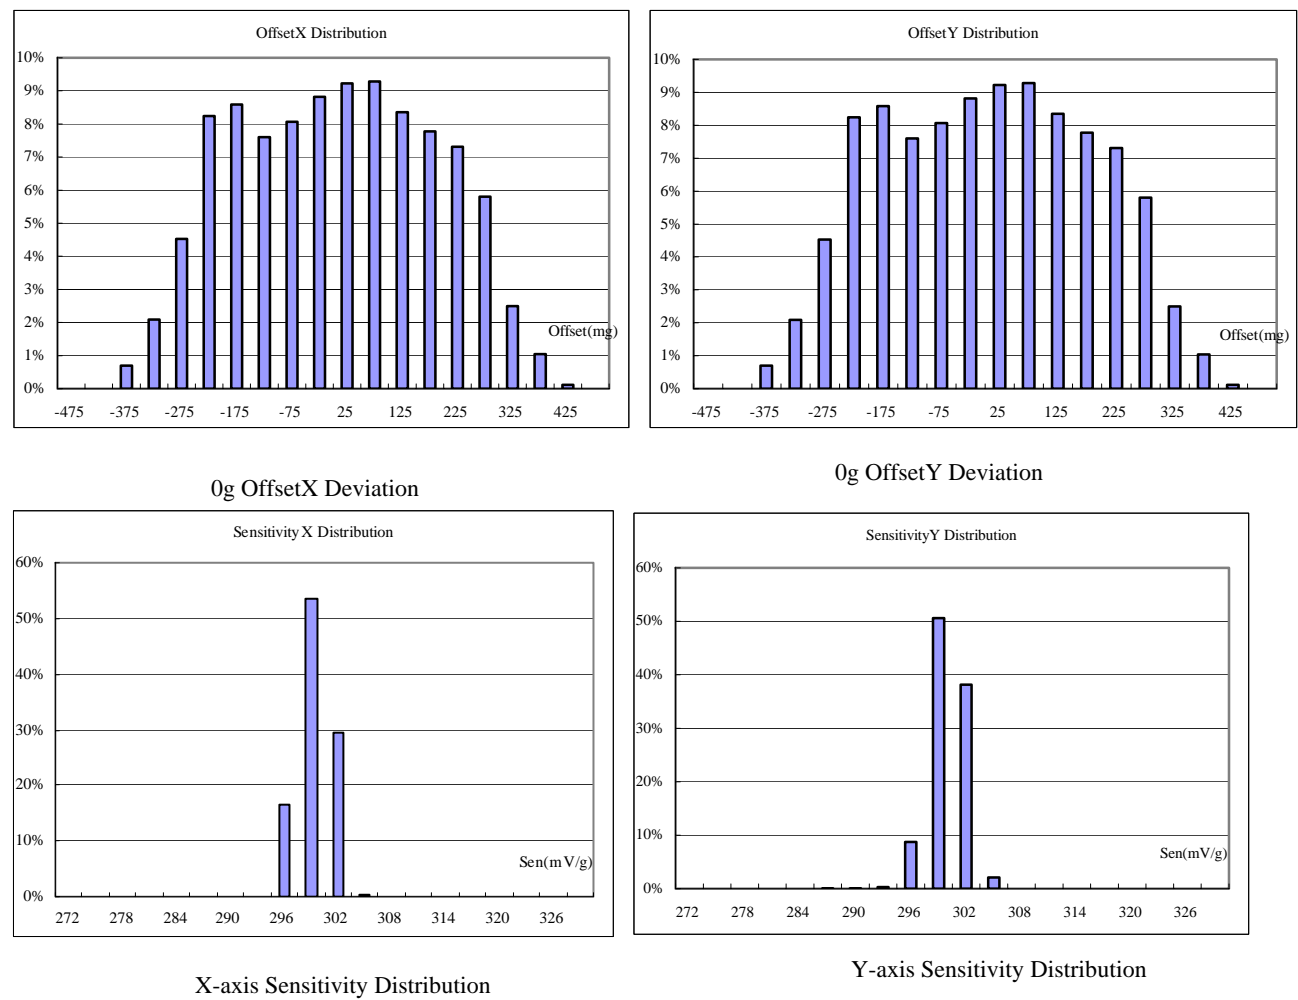 OffsetX Distribution
10%
9%
8%
7%
6%
5%
4%
3%
2%
1%
0%
Offset(mg)
-475 -375 -275 -175 -75 25 125 225 325 425
0g OffsetX Deviation
OffsetY Distribution
10%
9%
8%
7%
6%
5%
4%
3%
2%
1%
0%
Offset(mg)
-475 -375 -275 -175 -75 25 125 225 325 425
0g OffsetY Deviation
SensitivityX Distribution
60%
50%
40%
30%
20%
10%
0%
Sen(mV/g)
272 278 284 290 296 302 308 314 320 326
X-axis Sensitivity Distribution
SensitivityY Distribution
60%
50%
40%
30%
20%
10%
0%
Sen(mV/g)
272 278 284 290 296 302 308 314 320 326
Y-axis Sensitivity Distribution